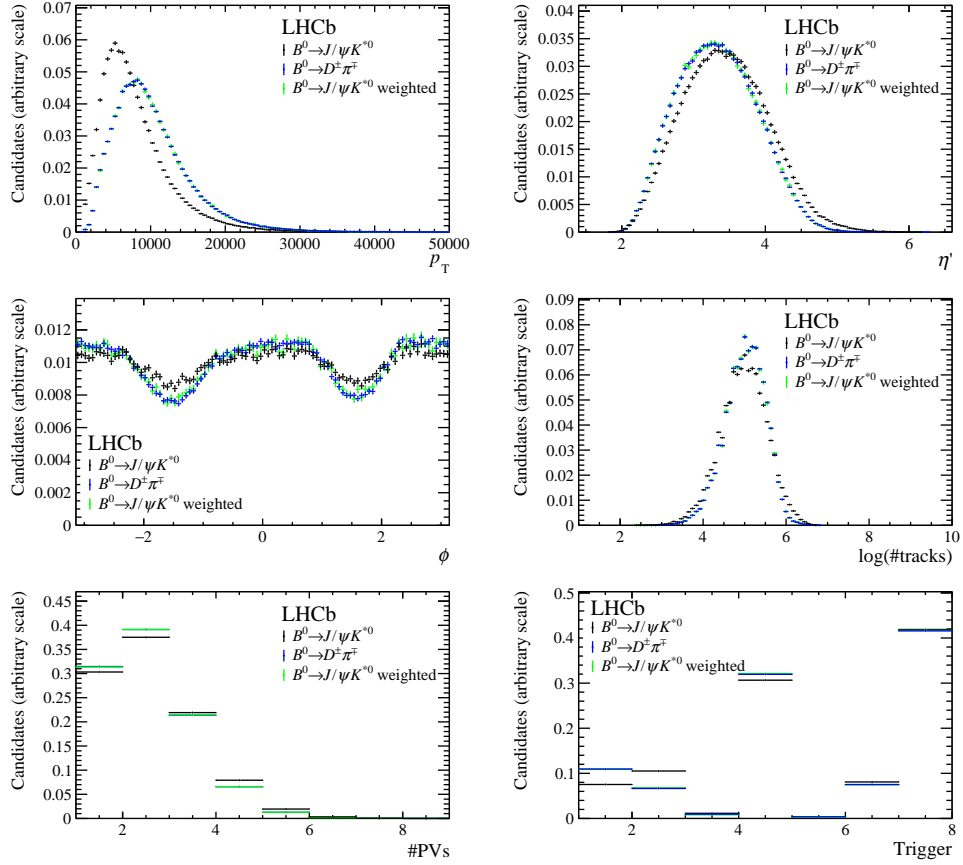 Candidates (arbitrary scale)
0.07
0.06
0.05
0.04
0.03
0.02
0.01
0
LHCb
B⁰→J/ψK*⁰
B⁰→D±π∓
B⁰→J/ψK*⁰ weighted
0 10000 20000 30000 40000 50000
p_T
Candidates (arbitrary scale)
0.04
0.035
0.03
0.025
0.02
0.015
0.01
0.005
0
LHCb
B⁰→J/ψK*⁰
B⁰→D±π∓
B⁰→J/ψK*⁰ weighted
2 4 6
η'
Candidates (arbitrary scale)
0.012
0.01
0.008
0.006
0.004
0.002
0
LHCb
B⁰→J/ψK*⁰
B⁰→D±π∓
B⁰→J/ψK*⁰ weighted
−2 0 2
ϕ
Candidates (arbitrary scale)
0.09
0.08
0.07
0.06
0.05
0.04
0.03
0.02
0.01
0
LHCb
B⁰→J/ψK*⁰
B⁰→D±π∓
B⁰→J/ψK*⁰ weighted
2 4 6 8 10
log(#tracks)
Candidates (arbitrary scale)
0.45
0.4
0.35
0.3
0.25
0.2
0.15
0.1
0.05
0
LHCb
B⁰→J/ψK*⁰
B⁰→D±π∓
B⁰→J/ψK*⁰ weighted
2 4 6 8
#PVs
Candidates (arbitrary scale)
0.5
0.4
0.3
0.2
0.1
0
LHCb
B⁰→J/ψK*⁰
B⁰→D±π∓
B⁰→J/ψK*⁰ weighted
2 4 6 8
Trigger